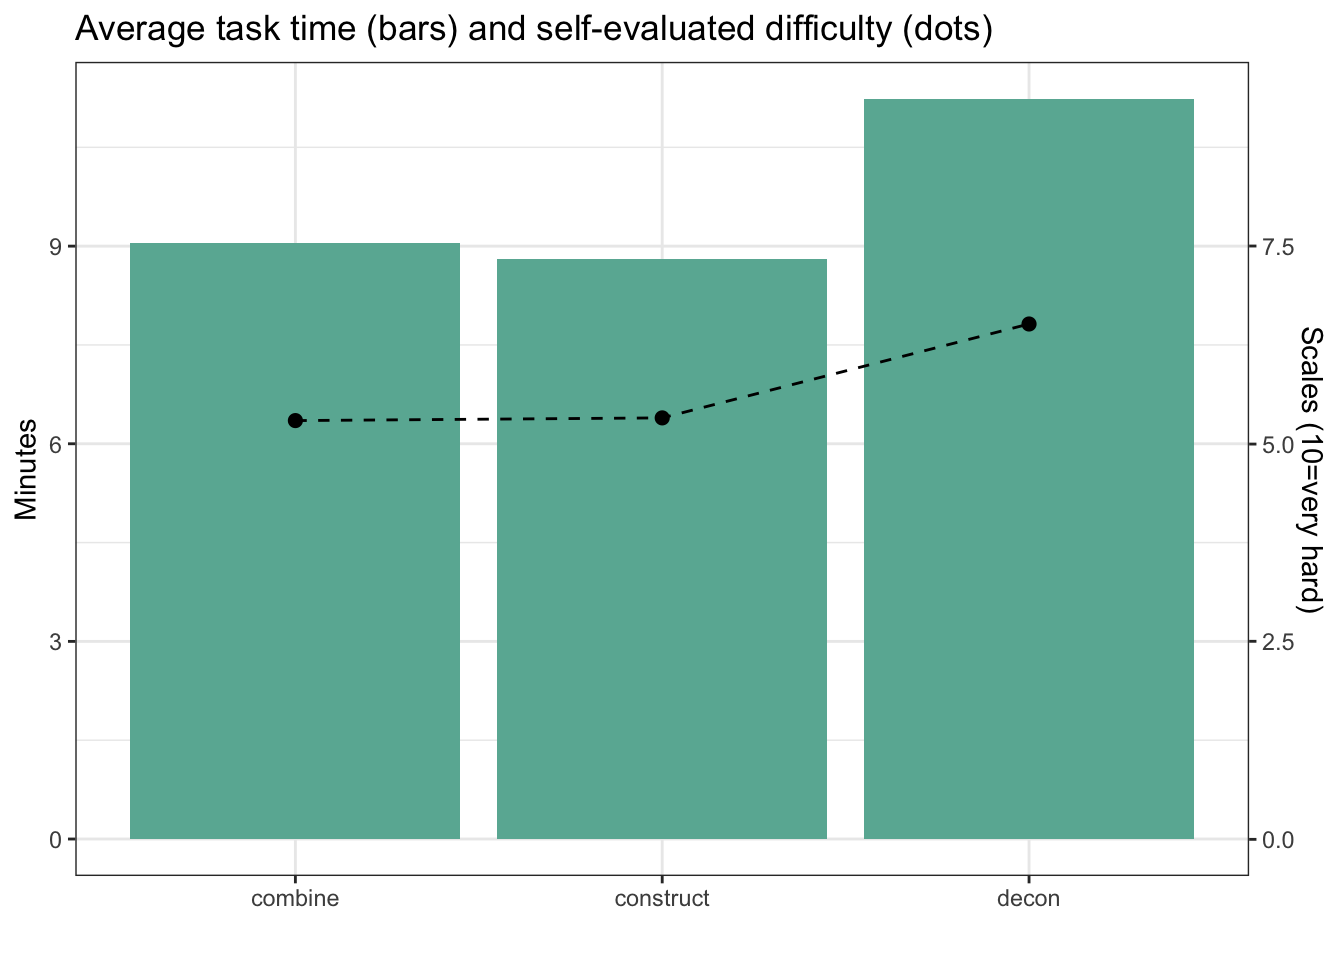 Average task time (bars) and self-evaluated difficulty (dots)
Minutes
9
6
3
0
7.5
5.0
2.5
0.0
Scales (10=very hard)
combine
construct
decon